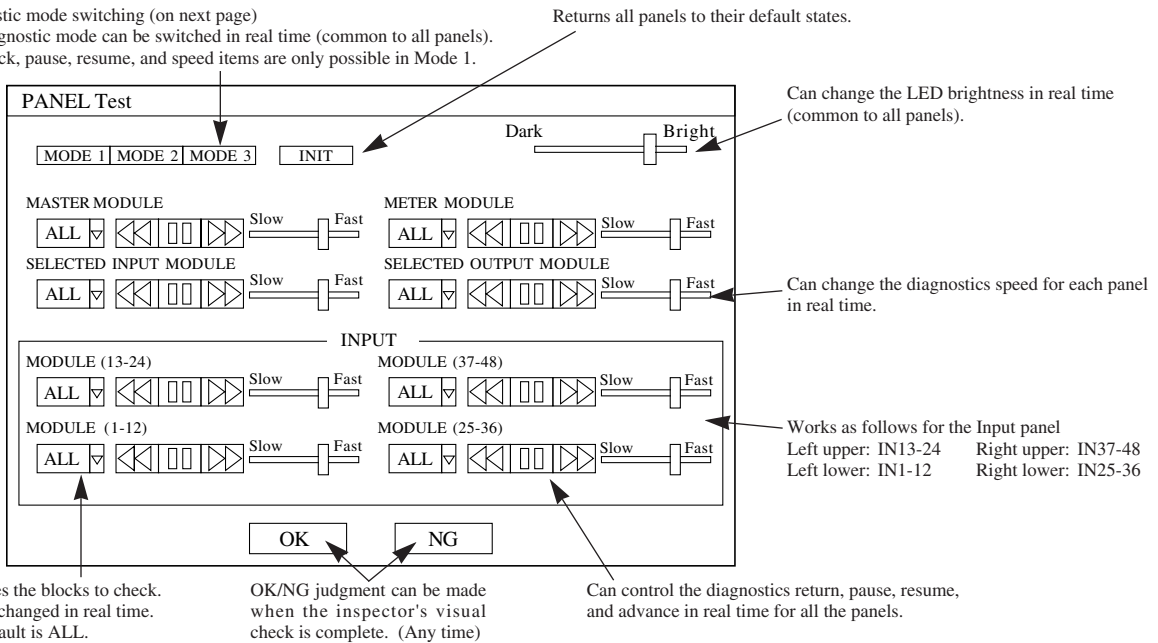 stic mode switching (on next page)
gnostic mode can be switched in real time (common to all panels).
ck, pause, resume, and speed items are only possible in Mode 1.
Returns all panels to their default states.
Can change the LED brightness in real time
(common to all panels).
PANEL Test
Dark Bright
MODE 1 MODE 2 MODE 3 INIT
MASTER MODULE METER MODULE
ALL Slow Fast ALL Slow Fast
SELECTED INPUT MODULE SELECTED OUTPUT MODULE
ALL Slow Fast ALL Slow Fast
Can change the diagnostics speed for each panel
in real time.
INPUT
MODULE (13-24) MODULE (37-48)
ALL Slow Fast ALL Slow Fast
MODULE (1-12) MODULE (25-36)
ALL Slow Fast ALL Slow Fast
Works as follows for the Input panel
Left upper: IN13-24 Right upper: IN37-48
Left lower: IN1-12 Right lower: IN25-36
OK NG
es the blocks to check.
changed in real time.
ault is ALL.
OK/NG judgment can be made
when the inspector's visual
check is complete. (Any time)
Can control the diagnostics return, pause, resume,
and advance in real time for all the panels.